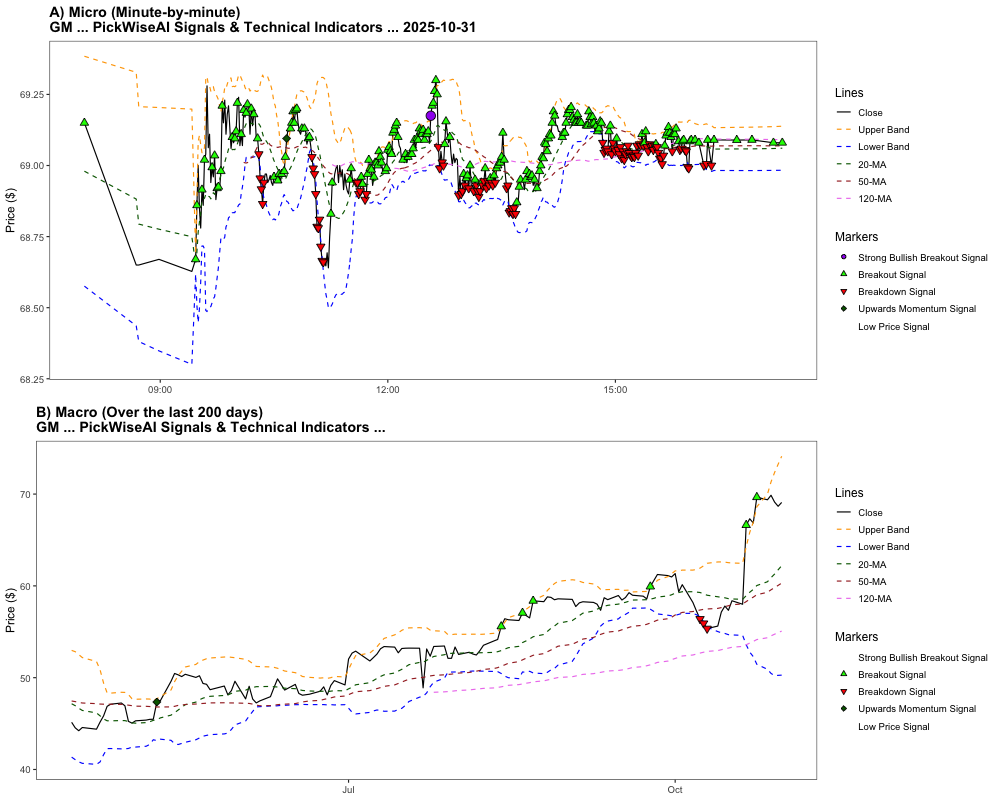 A) Micro (Minute-by-minute)
GM ... PickWiseAI Signals & Technical Indicators ... 2025-10-31
Price ($)
69.25
69.00
68.75
68.50
68.25
09:00
12:00
15:00
Lines
Close
Upper Band
Lower Band
20-MA
50-MA
120-MA
Markers
Strong Bullish Breakout Signal
Breakout Signal
Breakdown Signal
Upwards Momentum Signal
Low Price Signal
B) Macro (Over the last 200 days)
GM ... PickWiseAI Signals & Technical Indicators ...
Price ($)
70
60
50
40
Jul
Oct
Lines
Close
Upper Band
Lower Band
20-MA
50-MA
120-MA
Markers
Strong Bullish Breakout Signal
Breakout Signal
Breakdown Signal
Upwards Momentum Signal
Low Price Signal